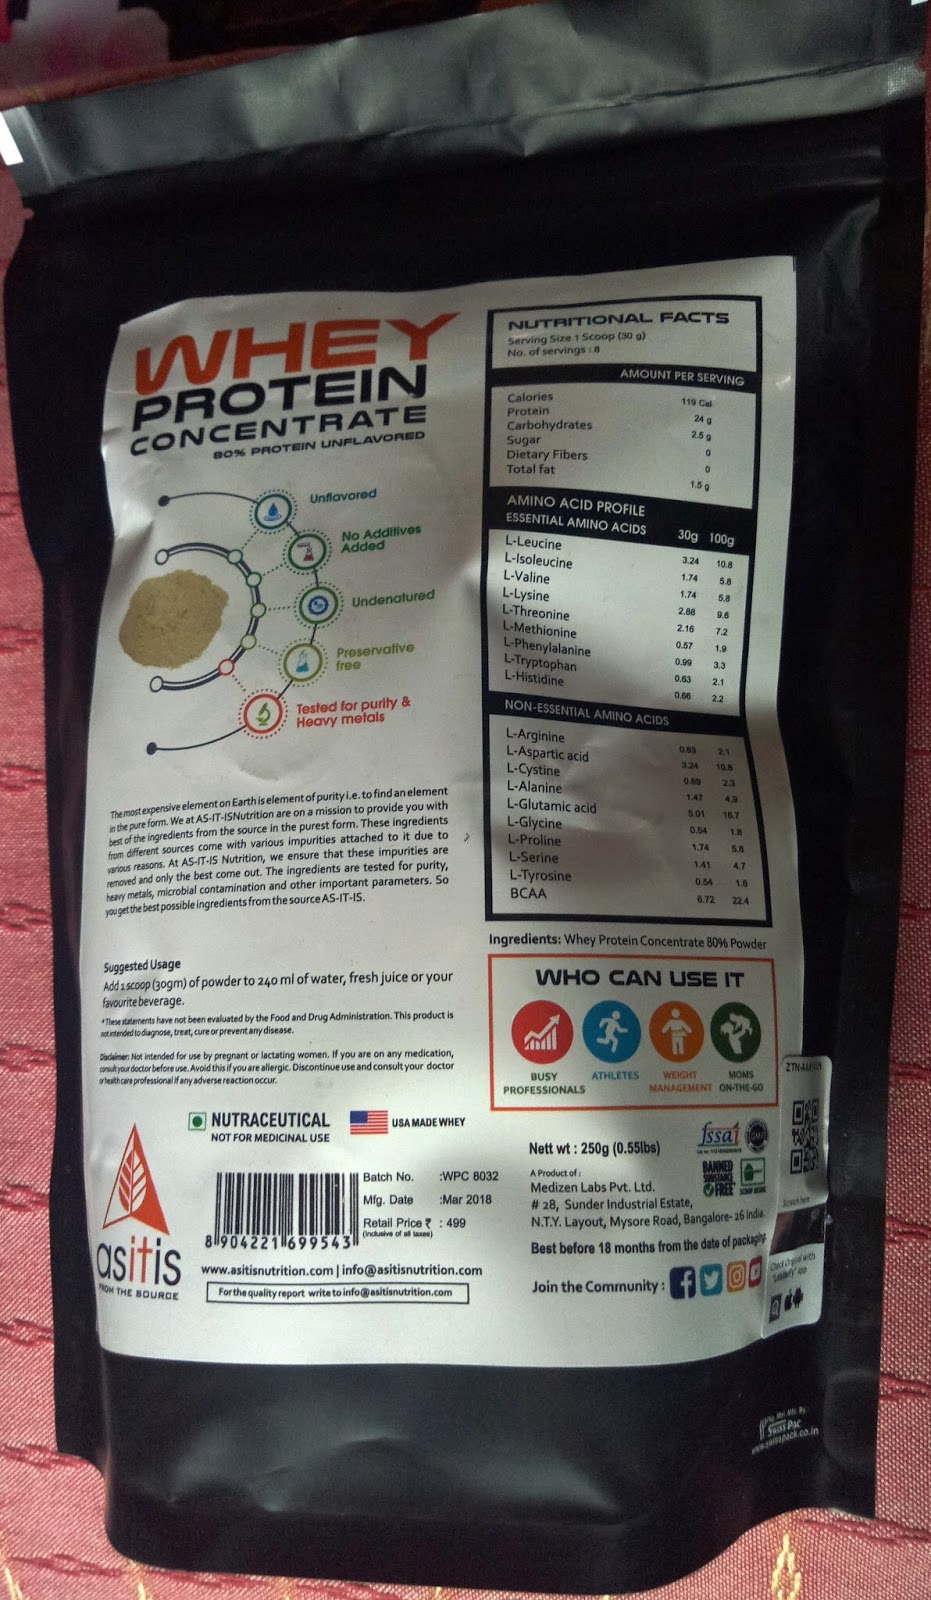 WHEY
PROTEIN
CONCENTRATE
80% PROTEIN UNFLAVORED
Unflavored
No Additives
Added
Undenatured
Preservative
free
Tested for purity &
Heavy metals
The most expensive element on Earth is element of purity i.e. to find an element
in the pure form. We at AS-IT-ISNutrition are on a mission to provide you with
best of the ingredients from the source in the purest form. These ingredients
from different sources come with various impurities attached to it due to
various reasons. At AS-IT-IS Nutrition, we ensure that these impurities are
removed and only the best come out. The ingredients are tested for purity,
heavy metals, microbial contamination and other important parameters. So
you get the best possible ingredients from the source AS-IT-IS.
Suggested Usage
Add 1 scoop (30gm) of powder to 240 ml of water, fresh juice or your
favourite beverage.
*These statements have not been evaluated by the Food and Drug Administration. This product is
not intended to diagnose, treat, cure or prevent any disease.
Disclaimer: Not intended for use by pregnant or lactating women. If you are on any medication,
consult your doctor before use. Avoid this if you are allergic. Discontinue use and consult your doctor
or health care professional if any adverse reaction occur.
NUTRACEUTICAL
NOT FOR MEDICINAL USE
USA MADE WHEY
asitis
FROM THE SOURCE
8 904221 699543
Batch No. :WPC 8032
Mfg. Date :Mar 2018
Retail Price ₹ : 499
(Inclusive of all taxes)
www.asitisnutrition.com | info@asitisnutrition.com
For the quality report write to info@asitisnutrition.com
NUTRITIONAL FACTS
Serving Size 1 Scoop (30 g)
No. of servings : 8
AMOUNT PER SERVING
Calories 119 Cal
Protein 24 g
Carbohydrates 2.5 g
Sugar 0
Dietary Fibers 0
Total fat 1.5 g
AMINO ACID PROFILE
ESSENTIAL AMINO ACIDS 30g 100g
L-Leucine 3.24 10.8
L-Isoleucine 1.74 5.8
L-Valine 1.74 5.8
L-Lysine 2.88 9.6
L-Threonine 2.16 7.2
L-Methionine 0.57 1.9
L-Phenylalanine 0.99 3.3
L-Tryptophan 0.63 2.1
L-Histidine 0.66 2.2
NON-ESSENTIAL AMINO ACIDS
L-Arginine 0.63 2.1
L-Aspartic acid 3.24 10.8
L-Cystine 0.69 2.3
L-Alanine 1.47 4.9
L-Glutamic acid 5.01 16.7
L-Glycine 0.54 1.8
L-Proline 1.74 5.8
L-Serine 1.41 4.7
L-Tyrosine 0.54 1.8
BCAA 6.72 22.4
Ingredients: Whey Protein Concentrate 80% Powder
WHO CAN USE IT
BUSY
PROFESSIONALS
ATHLETES
WEIGHT
MANAGEMENT
MOMS
ON-THE-GO
Nett wt : 250g (0.55lbs)
fssai
BANNED
SUBSTANCE
FREE
SCOOP INSIDE
A Product of :
Medizen Labs Pvt. Ltd.
# 28, Sunder Industrial Estate,
N.T.Y. Layout, Mysore Road, Bangalore- 26 India.
Best before 18 months from the date of packaging
Join the Community :
Scratch here
Check Original with
app
Swiss Pac
www.swisspack.co.in